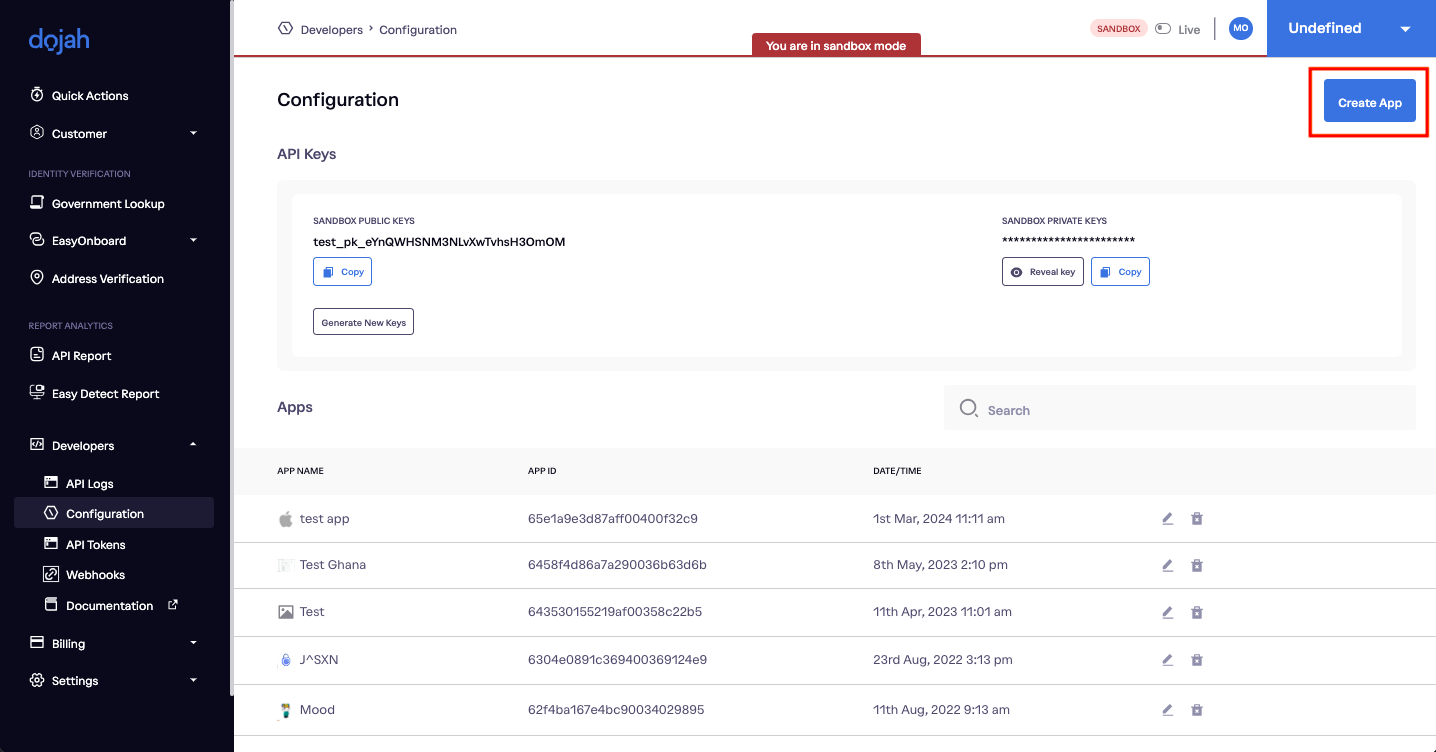 dojah
Developers › Configuration
SANDBOX Live MO Undefined
You are in sandbox mode
Quick Actions
Customer
IDENTITY VERIFICATION
Government Lookup
EasyOnboard
Address Verification
REPORT ANALYTICS
API Report
Easy Detect Report
Developers
API Logs
Configuration
API Tokens
Webhooks
Documentation
Billing
Settings
Configuration
Create App
API Keys
SANDBOX PUBLIC KEYS
test_pk_eYnQWHSNM3NLvXwTvhsH3OmOM
Copy
Generate New Keys
SANDBOX PRIVATE KEYS
***********************
Reveal key Copy
Apps
Search
APP NAME APP ID DATE/TIME
test app 65e1a9e3d87aff00400f32c9 1st Mar, 2024 11:11 am
Test Ghana 6458f4d86a7a290036b63d6b 8th May, 2023 2:10 pm
Test 643530155219af00358c22b5 11th Apr, 2023 11:01 am
J^SXN 6304e0891c369400369124e9 23rd Aug, 2022 3:13 pm
Mood 62f4ba167e4bc90034029895 11th Aug, 2022 9:13 am